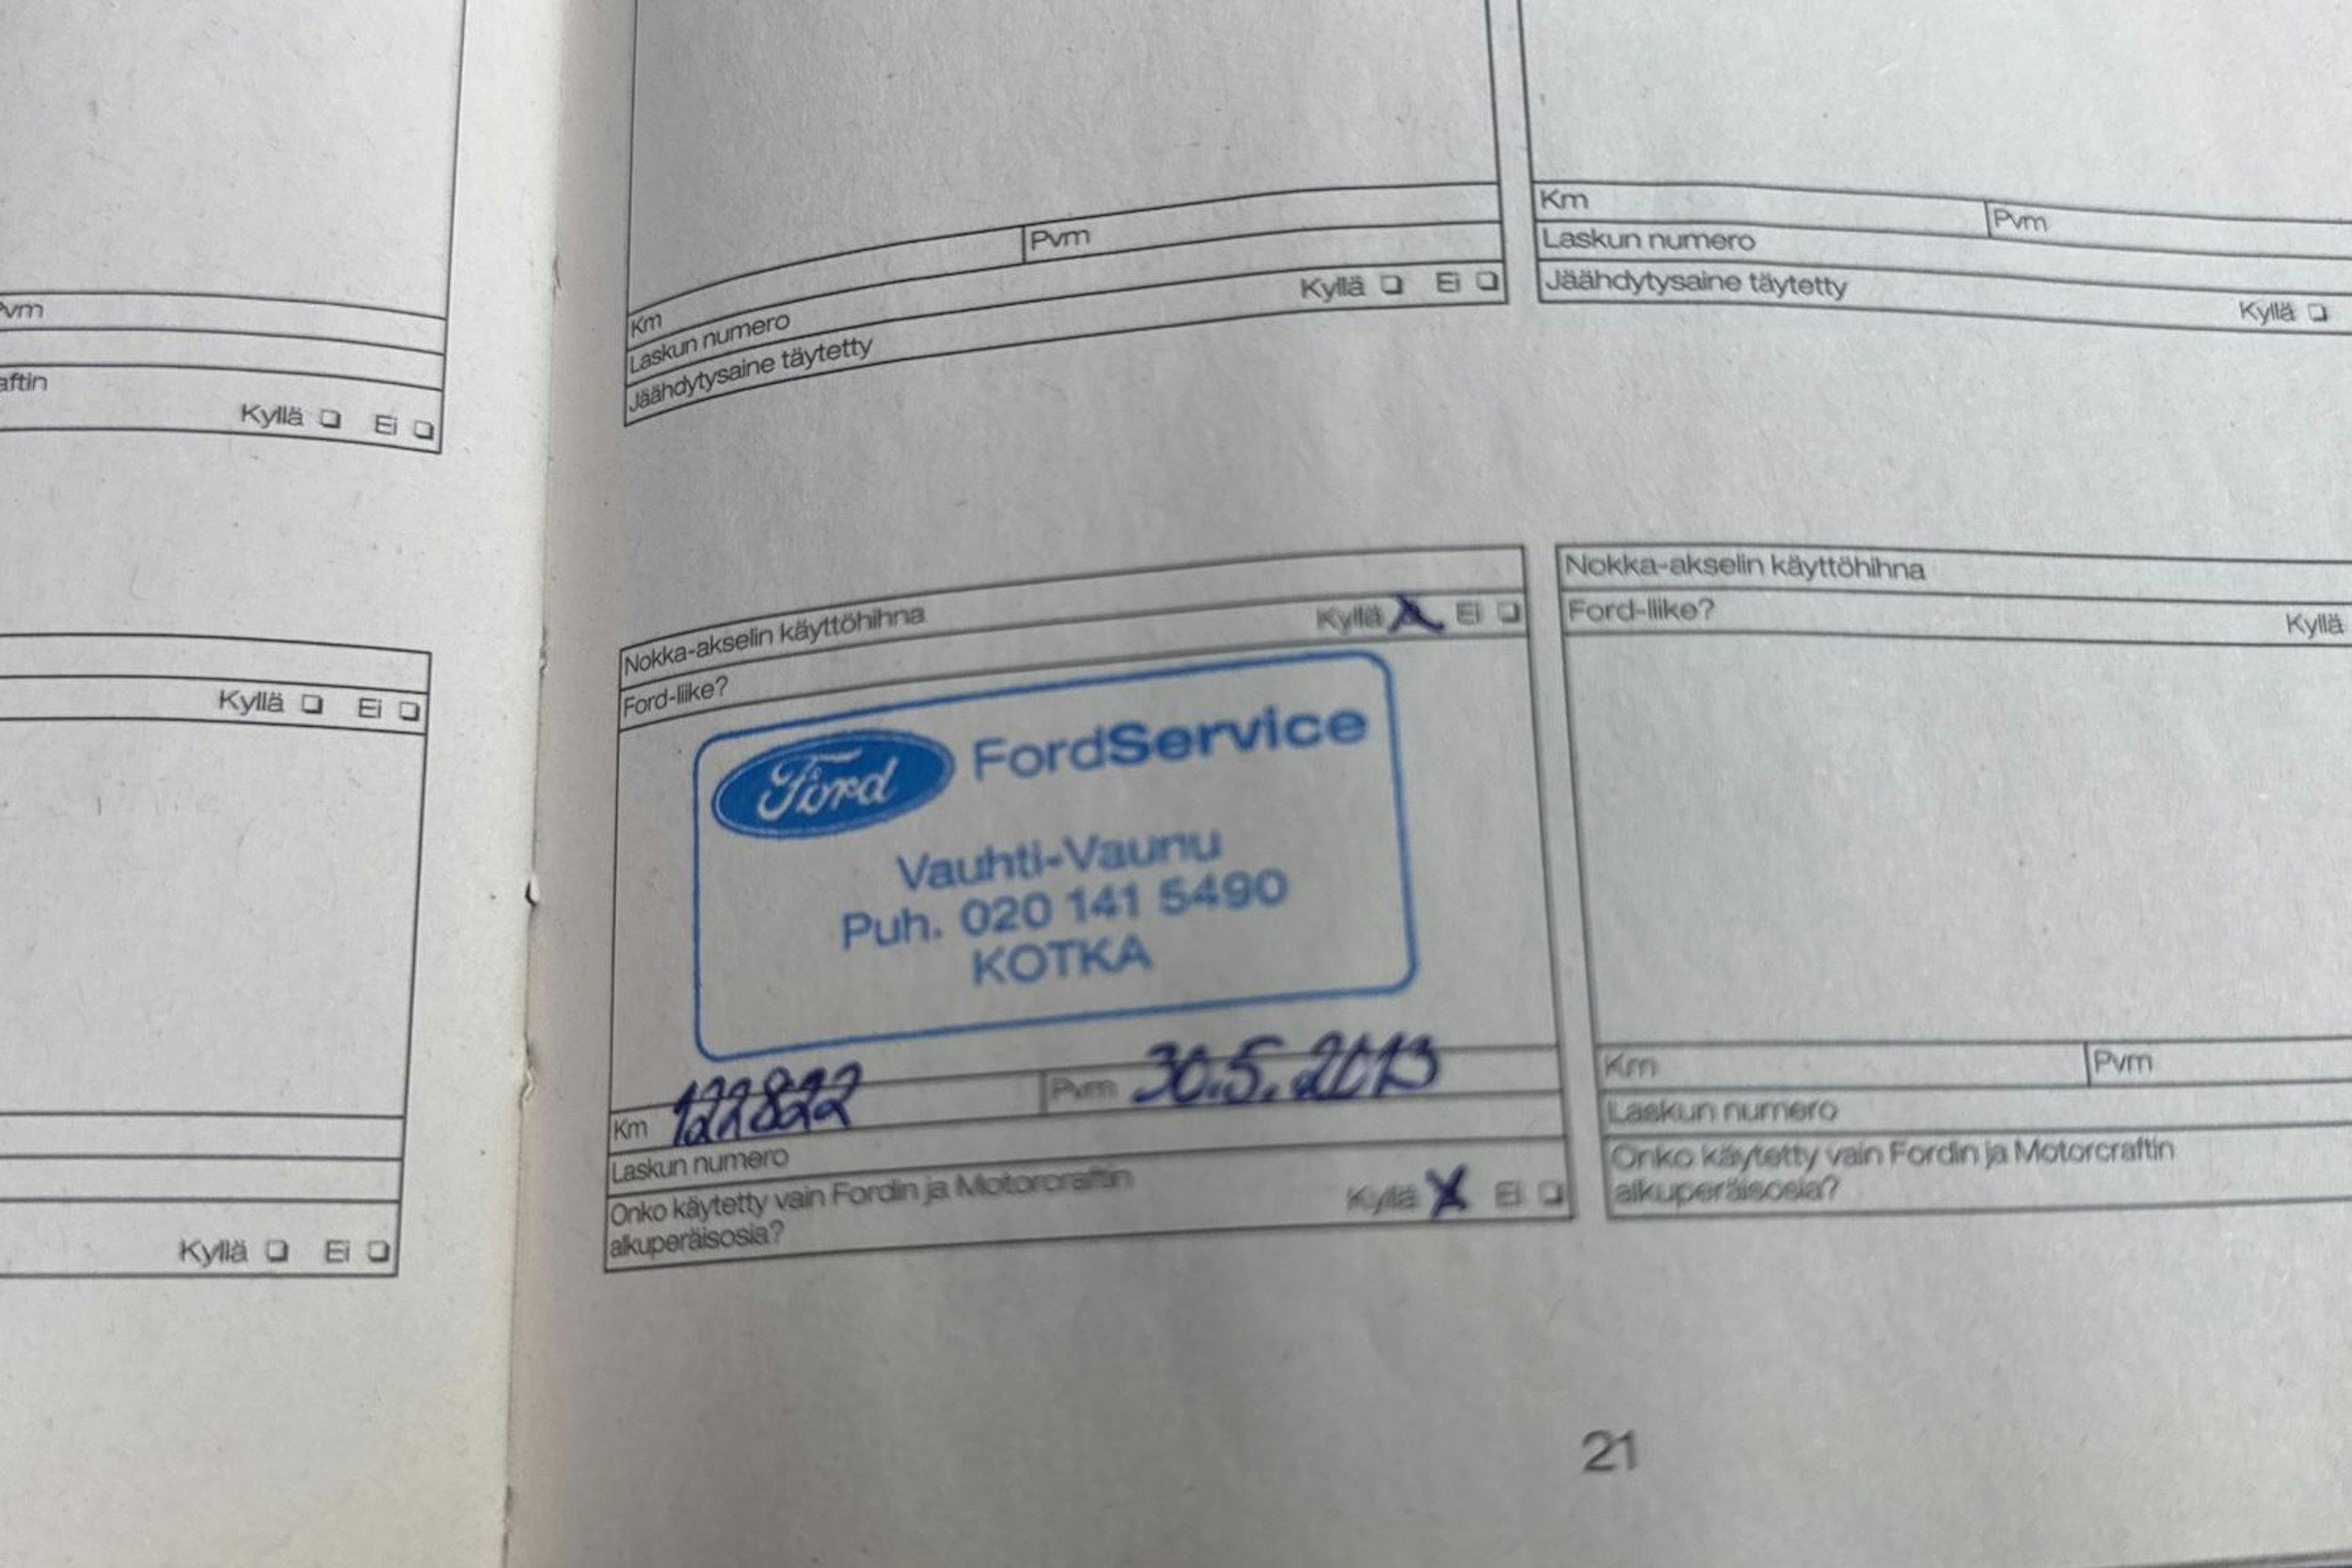 Pvm
Kyllä Ei
Kyllä Ei
Kyllä Ei
Km Pvm
Laskun numero
Jäähdytysaine täytetty Kyllä Ei
Km Pvm
Laskun numero
Jäähdytysaine täytetty Kyllä
Nokka-akselin käyttöhihna
Ford-liike? Kyllä X Ei
Ford FordService
Vauhti-Vaunu
Puh. 020 141 5490
KOTKA
Km 122822 Pvm 30.5.2013
Laskun numero
Onko käytetty vain Fordin ja Motorcraftin
alkuperäisosia? Kyllä X Ei
Nokka-akselin käyttöhihna
Ford-liike? Kyllä
Km Pvm
Laskun numero
Onko käytetty vain Fordin ja Motorcraftin
alkuperäisosia?
21